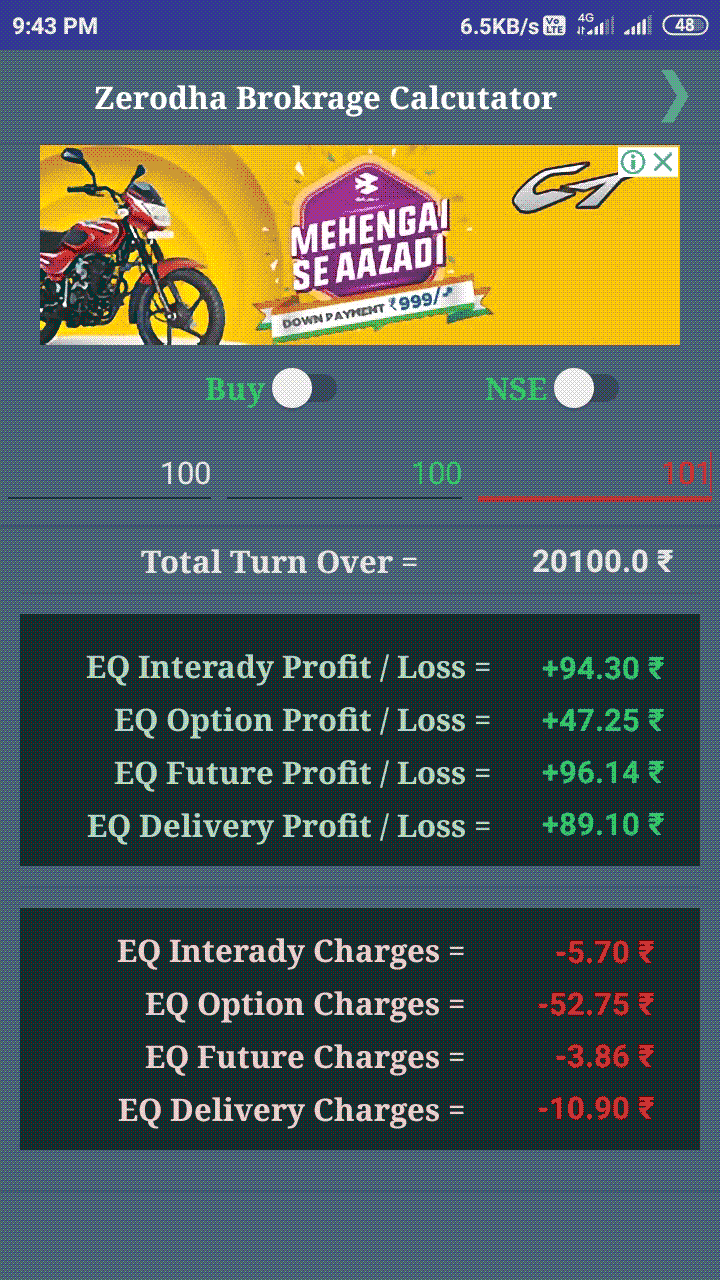 9:43 PM 6.5KB/s Vo LTE 4G 48
Zerodha Brokrage Calcutator
MEHENGAI
SE AAZADI
DOWN PAYMENT ₹999/-*
CT
Buy NSE
100 100 101
Total Turn Over = 20100.0 ₹
EQ Interady Profit / Loss = +94.30 ₹
EQ Option Profit / Loss = +47.25 ₹
EQ Future Profit / Loss = +96.14 ₹
EQ Delivery Profit / Loss = +89.10 ₹
EQ Interady Charges = -5.70 ₹
EQ Option Charges = -52.75 ₹
EQ Future Charges = -3.86 ₹
EQ Delivery Charges = -10.90 ₹